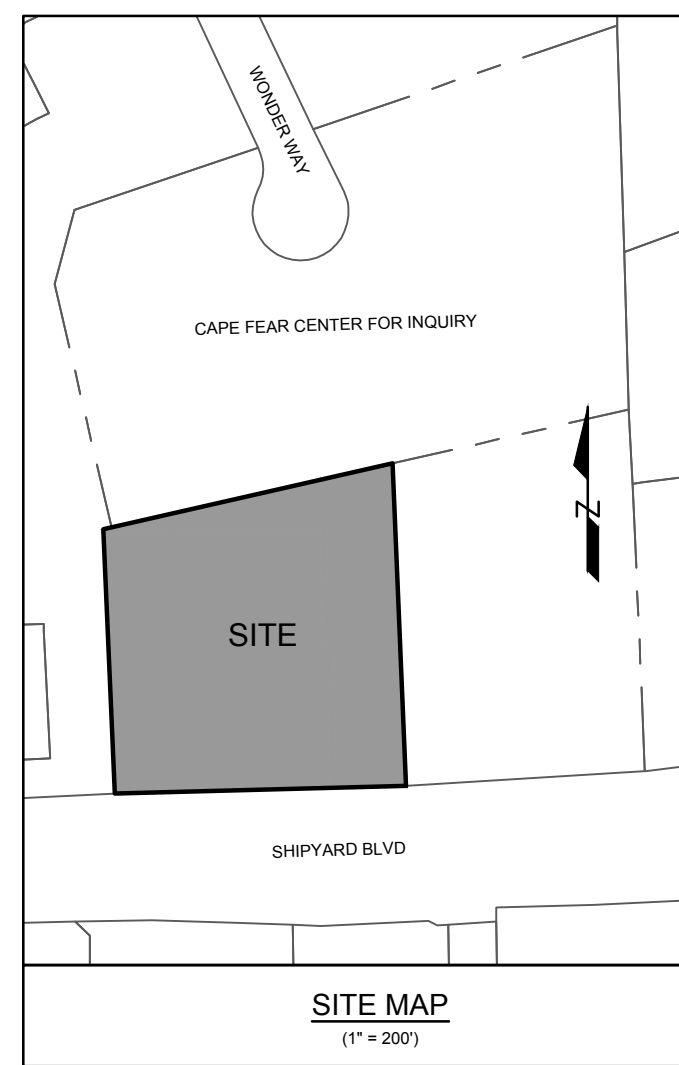 WONDER WAY
CAPE FEAR CENTER FOR INQUIRY
N
SITE
SHIPYARD BLVD
SITE MAP
(1" = 200')